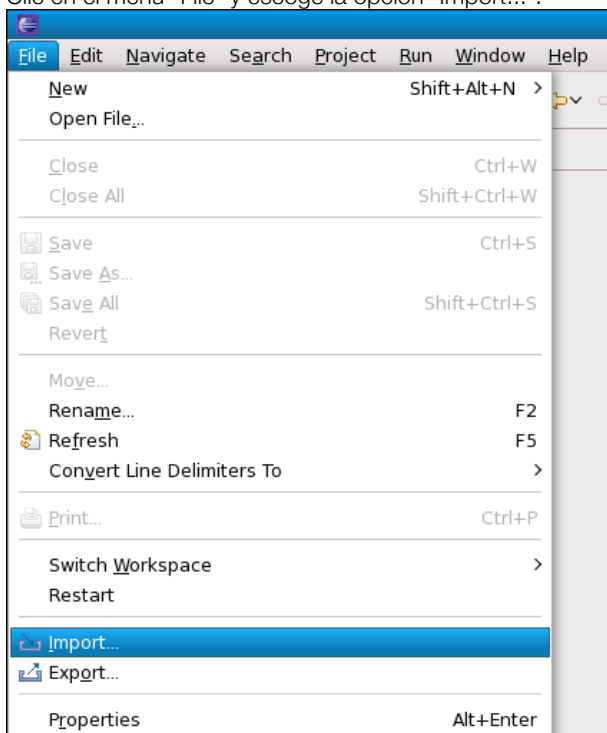 Clic en el menú "File" y escoge la opción "Import...".
File Edit Navigate Search Project Run Window Help
New Shift+Alt+N >
Open File...
Close Ctrl+W
Close All Shift+Ctrl+W
Save Ctrl+S
Save As...
Save All Shift+Ctrl+S
Revert
Move...
Rename... F2
Refresh F5
Convert Line Delimiters To >
Print... Ctrl+P
Switch Workspace >
Restart
Import...
Export...
Properties Alt+Enter